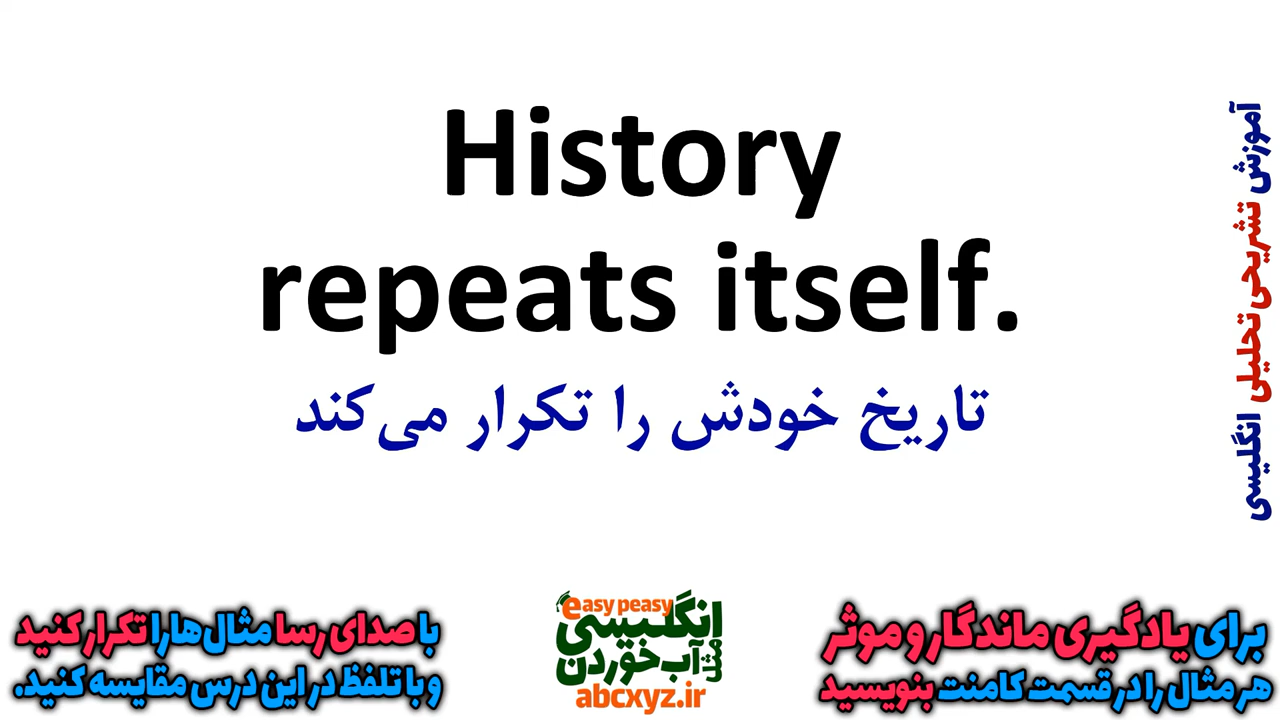 History
repeats itself.
تاریخ خودش را تکرار می‌کند
آموزش تشریحی تحلیلی انگلیسی
برای یادگیری ماندگار و موثر
هر مثال را در قسمت کامنت بنویسید
easy peasy
انگلیسی
مثل
آب خوردن
abcxyz.ir
با صدای رسا مثال‌ها را تکرار کنید
و با تلفظ در این درس مقایسه کنید.